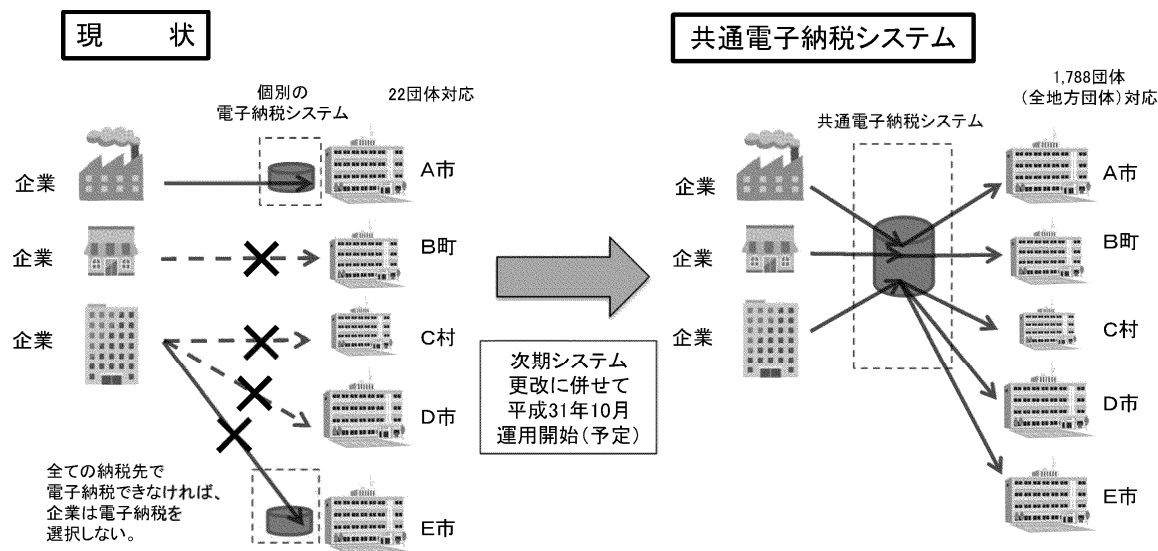 現　　状
個別の
電子納税システム
22団体対応
企業
A市
企業
B町
企業
C村
D市
E市
全ての納税先で
電子納税できなければ、
企業は電子納税を
選択しない。
次期システム
更改に併せて
平成31年10月
運用開始(予定)
共通電子納税システム
1,788団体
(全地方団体)対応
共通電子納税システム
企業
A市
企業
B町
企業
C村
D市
E市